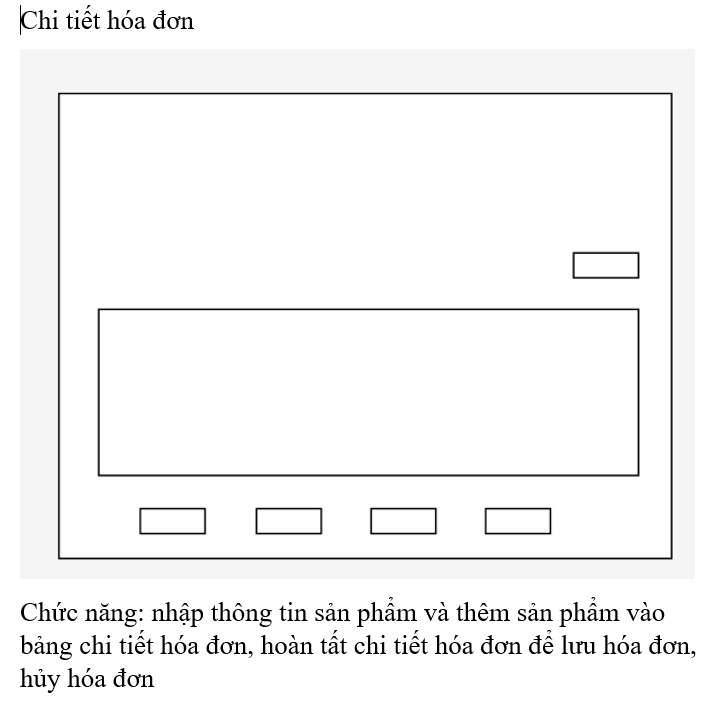 Chi tiết hóa đơn
Chức năng: nhập thông tin sản phẩm và thêm sản phẩm vào
bảng chi tiết hóa đơn, hoàn tất chi tiết hóa đơn để lưu hóa đơn,
hủy hóa đơn